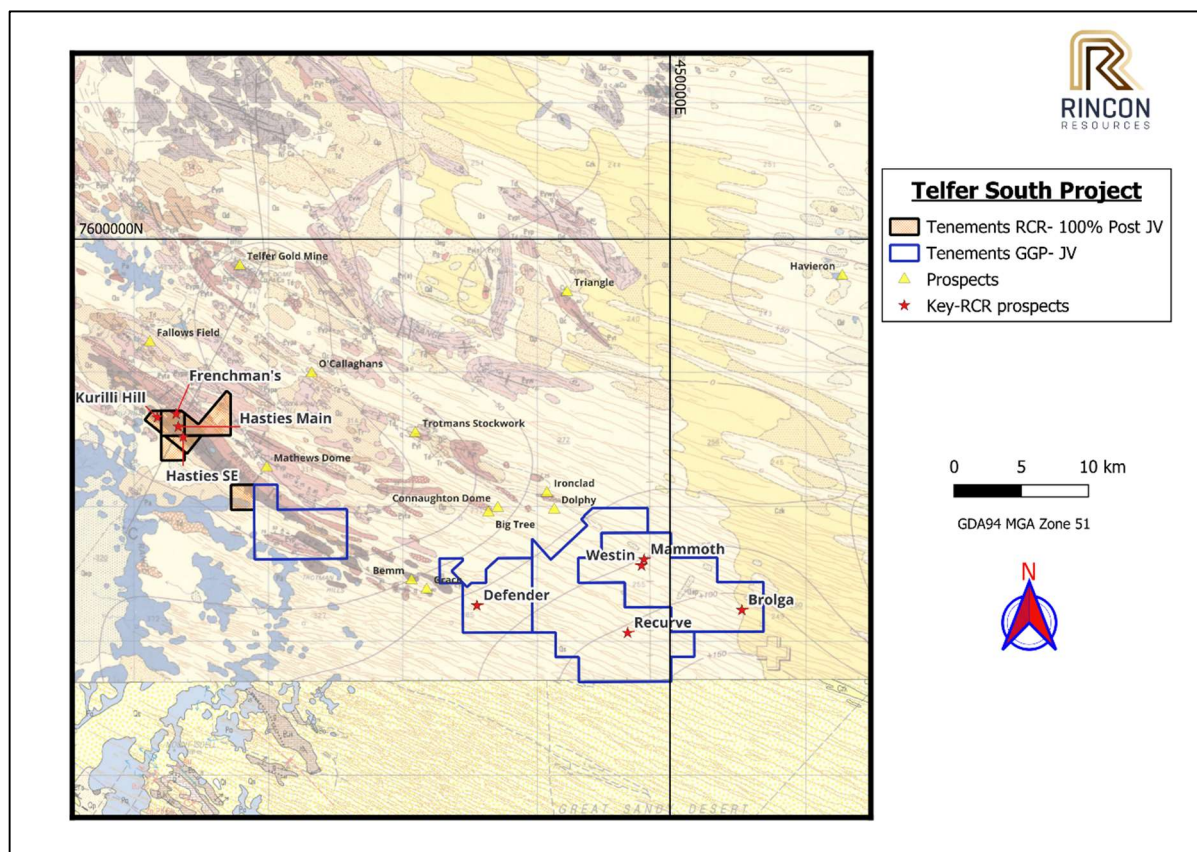 RINCON
RESOURCES
450000E
7600000N
Telfer South Project
Tenements RCR- 100% Post JV
Tenements GGP- JV
Prospects
Key-RCR prospects
Telfer Gold Mine
Havieron
Triangle
Fallows Field
O'Callaghans
Frenchman's
Kurilli Hill
Hasties Main
Trotmans Stockwork
Hasties SE
Mathews Dome
Ironclad
Connaughton Dome
Dolphy
Big Tree
Westin
Mammoth
Bemm
Grace
Defender
Brolga
Recurve
0 5 10 km
GDA94 MGA Zone 51
N
GREAT SANDY DESERT